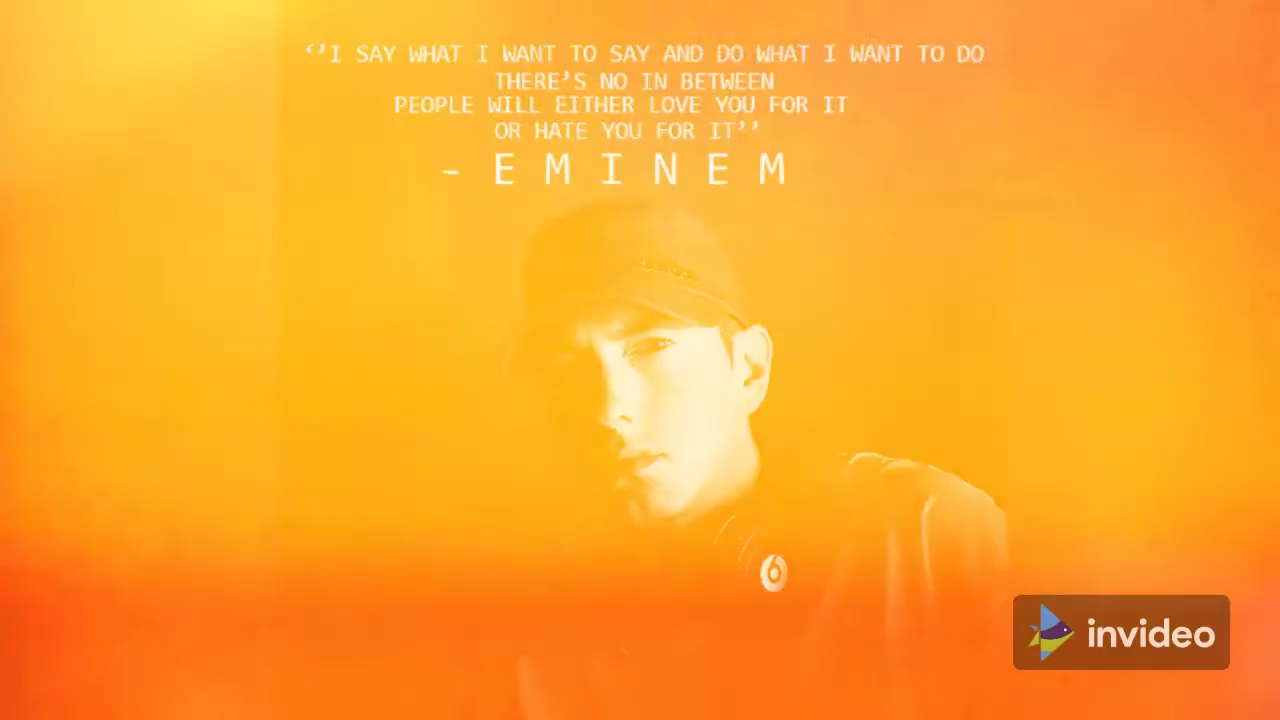 ‘’I SAY WHAT I WANT TO SAY AND DO WHAT I WANT TO DO
THERE’S NO IN BETWEEN
PEOPLE WILL EITHER LOVE YOU FOR IT
OR HATE YOU FOR IT’’
- E M I N E M
invideo